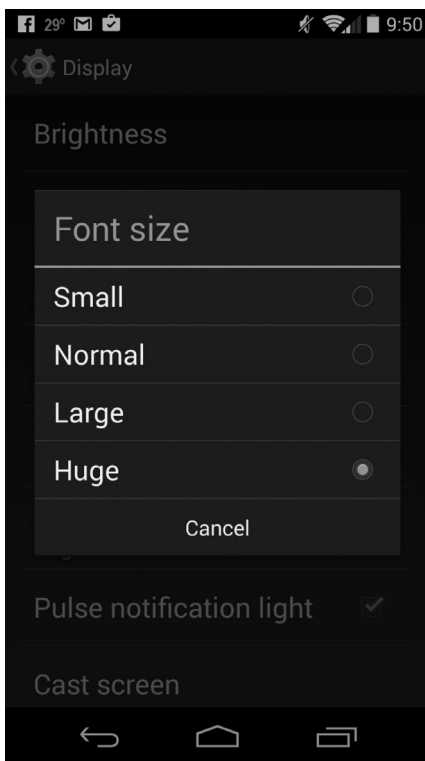 29° 9:50
Display
Brightness
Font size
Small
Normal
Large
Huge
Cancel
Pulse notification light
Cast screen